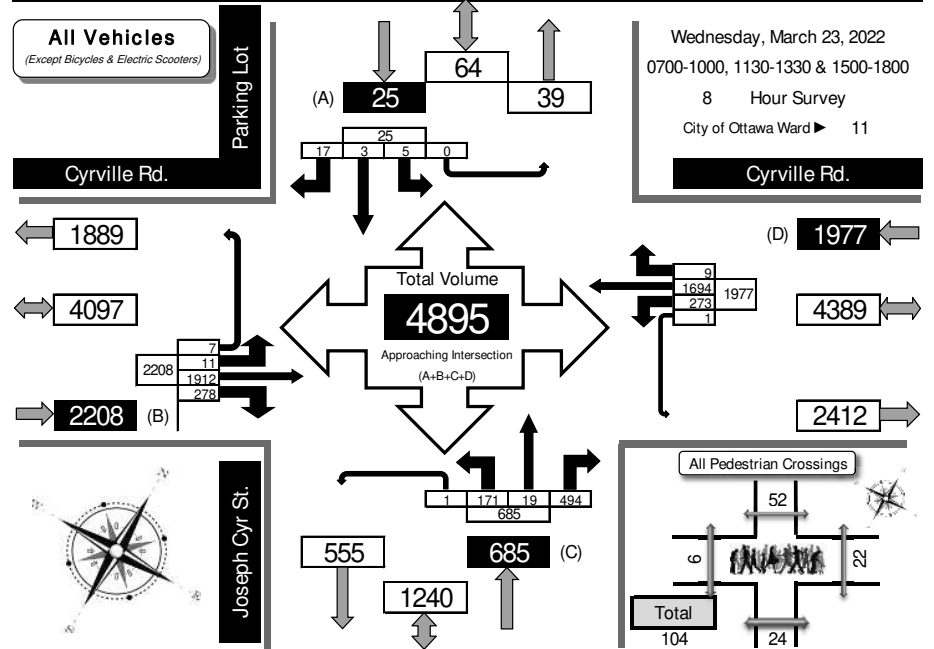 All Vehicles
(Except Bicycles & Electric Scooters)
Parking Lot
Cyrville Rd.
64
(A) 25
39
25
17 3 5 0
Wednesday, March 23, 2022
0700-1000, 1130-1330 & 1500-1800
8 Hour Survey
City of Ottawa Ward ► 11
Cyrville Rd.
1889
4097
2208
7
11
1912
278
2208 (B)
Total Volume
4895
Approaching Intersection
(A+B+C+D)
9
1694
273
1
1977
(D) 1977
4389
2412
Joseph Cyr St.
1 171 19 494
685
555
685 (C)
1240
All Pedestrian Crossings
52
6
22
Total
104
24